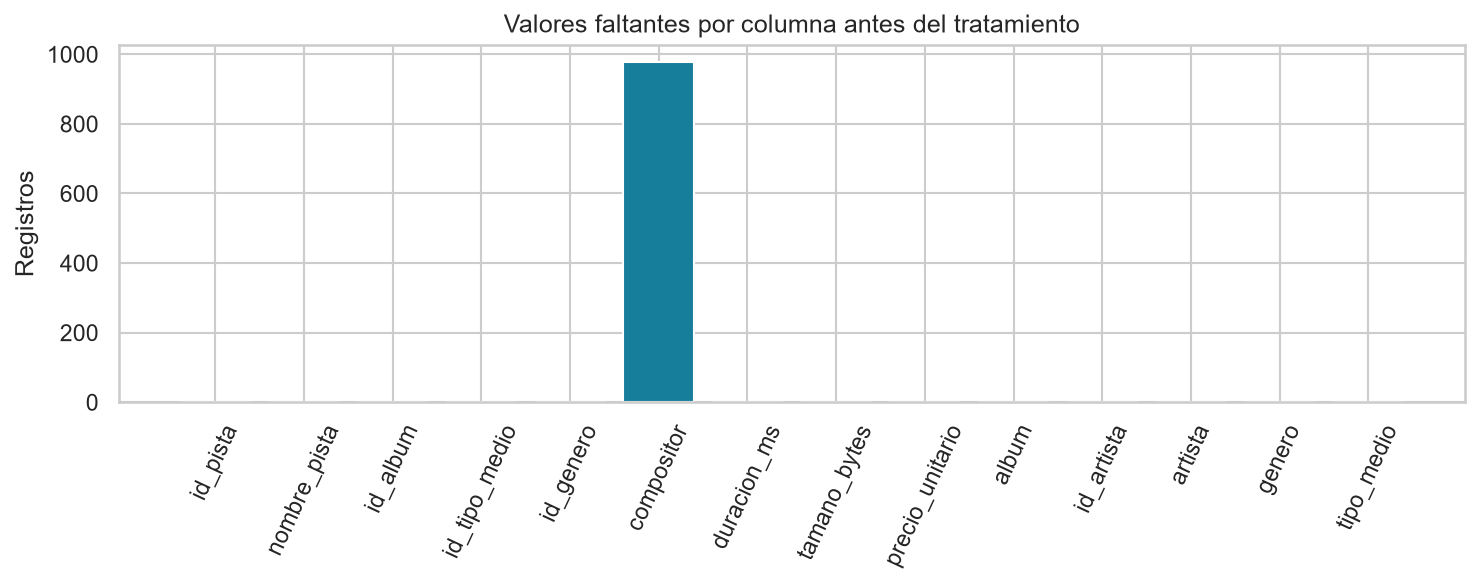 Valores faltantes por columna antes del tratamiento
Registros
1000
800
600
400
200
0
id_pista
nombre_pista
id_album
id_tipo_medio
id_genero
compositor
duracion_ms
tamano_bytes
precio_unitario
album
id_artista
artista
genero
tipo_medio